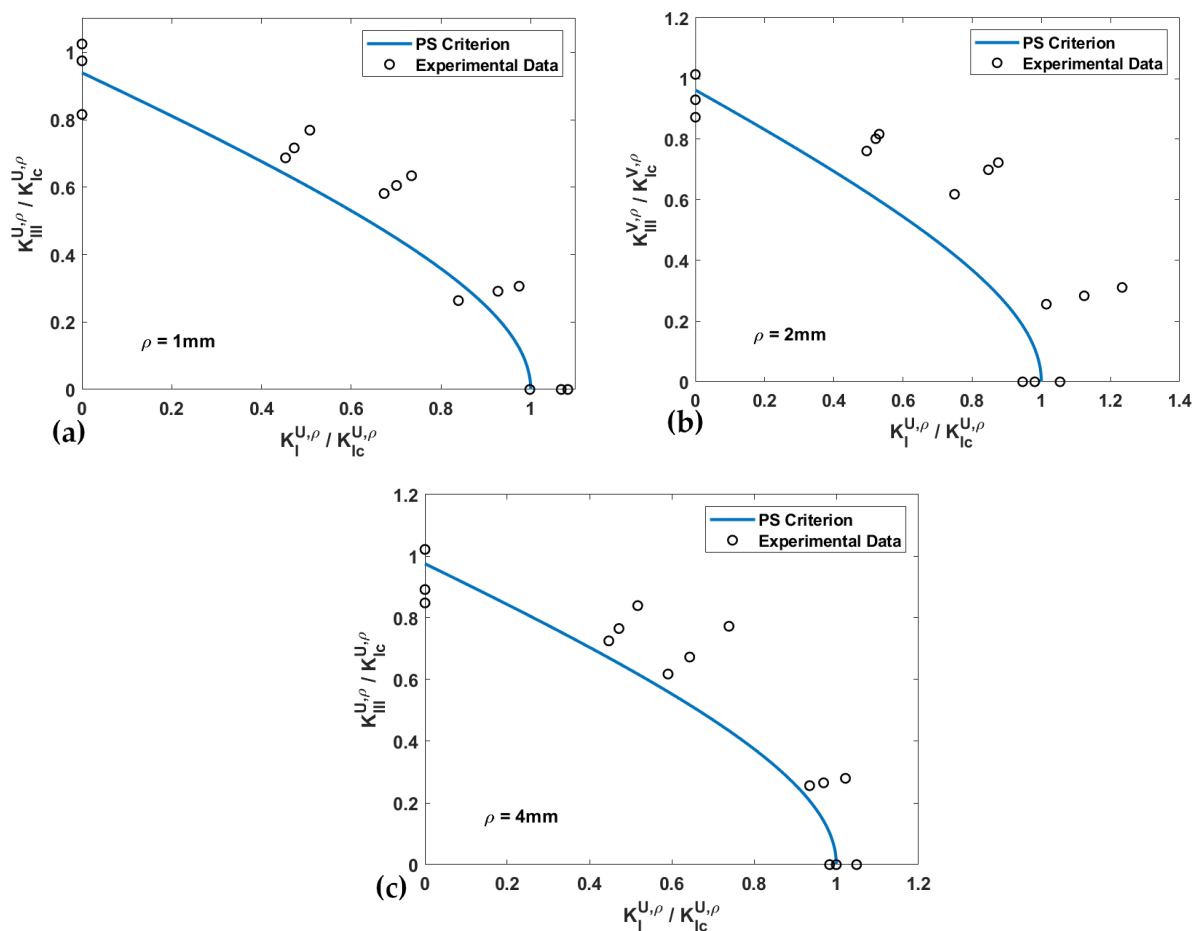 PS Criterion
Experimental Data
1
0.8
0.6
0.4
0.2
0
K_III^{U,ρ} / K_Ic^{U,ρ}
ρ = 1mm
0 0.2 0.4 0.6 0.8 1
K_I^{U,ρ} / K_Ic^{U,ρ}
(a)
PS Criterion
Experimental Data
1.2
1
0.8
0.6
0.4
0.2
0
K_III^{V,ρ} / K_Ic^{V,ρ}
ρ = 2mm
0 0.2 0.4 0.6 0.8 1 1.2 1.4
K_I^{U,ρ} / K_Ic^{U,ρ}
(b)
PS Criterion
Experimental Data
1.2
1
0.8
0.6
0.4
0.2
0
K_III^{U,ρ} / K_Ic^{U,ρ}
ρ = 4mm
0 0.2 0.4 0.6 0.8 1 1.2
K_I^{U,ρ} / K_Ic^{U,ρ}
(c)